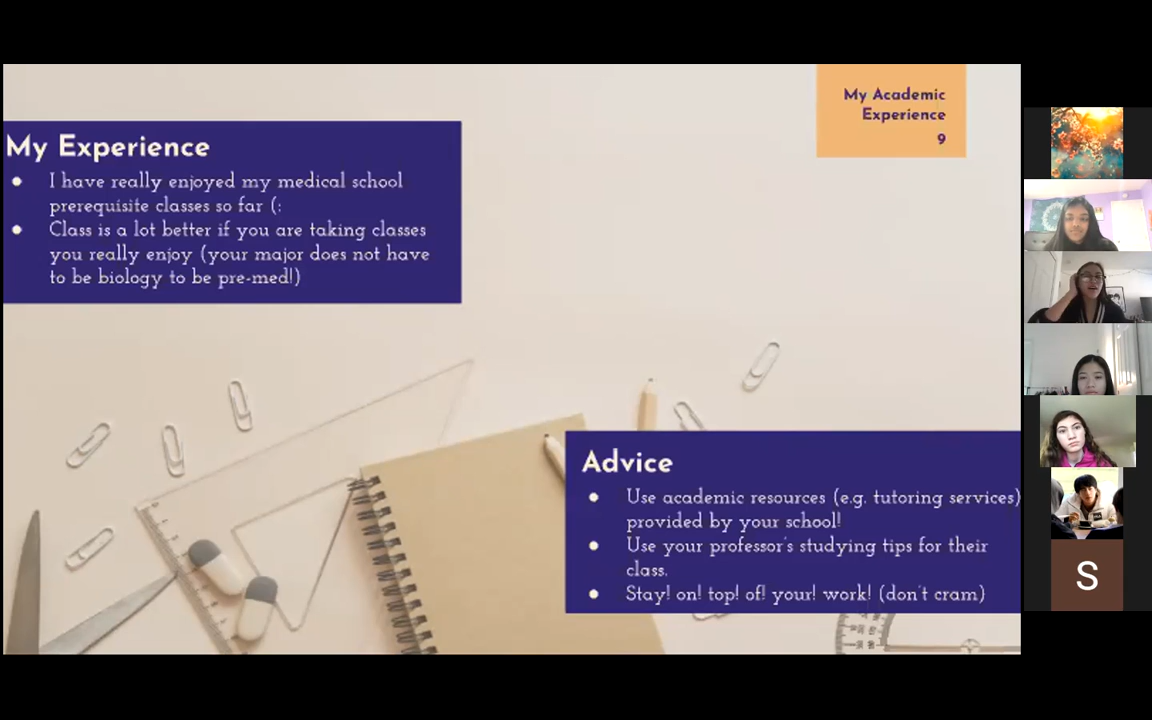 My Academic
Experience
9
My Experience
I have really enjoyed my medical school
prerequisite classes so far (:
Class is a lot better if you are taking classes
you really enjoy (your major does not have
to be biology to be pre-med!)
Advice
Use academic resources (e.g. tutoring services)
provided by your school!
Use your professor's studying tips for their
class.
Stay! on! top! of! your! work! (don't cram)
S